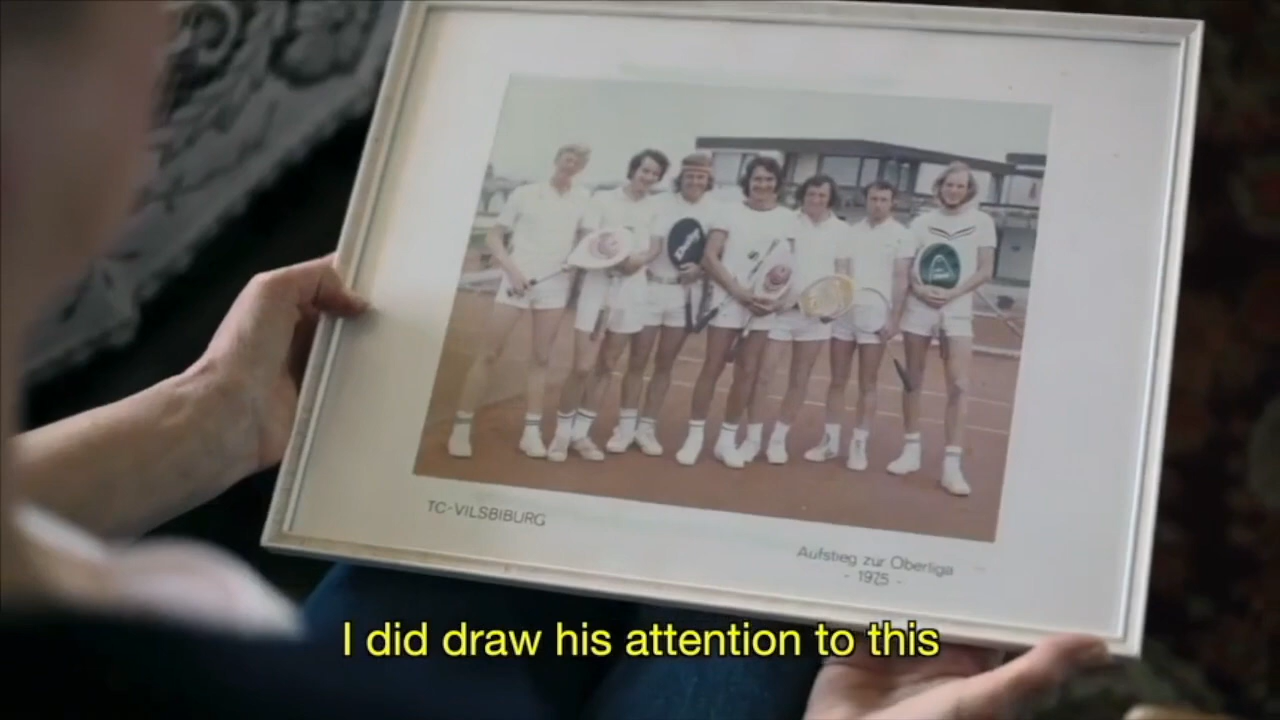 TC-VILSBIBURG
Aufstieg zur Oberliga
- 1975 -
I did draw his attention to this